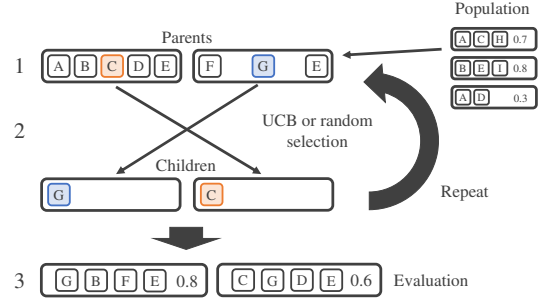 Population
A C H 0.7
B E I 0.8
A D 0.3
Parents
1 A B C D E F G E
2 UCB or random
selection
Children
G C
Repeat
3 G B F E 0.8 C G D E 0.6 Evaluation